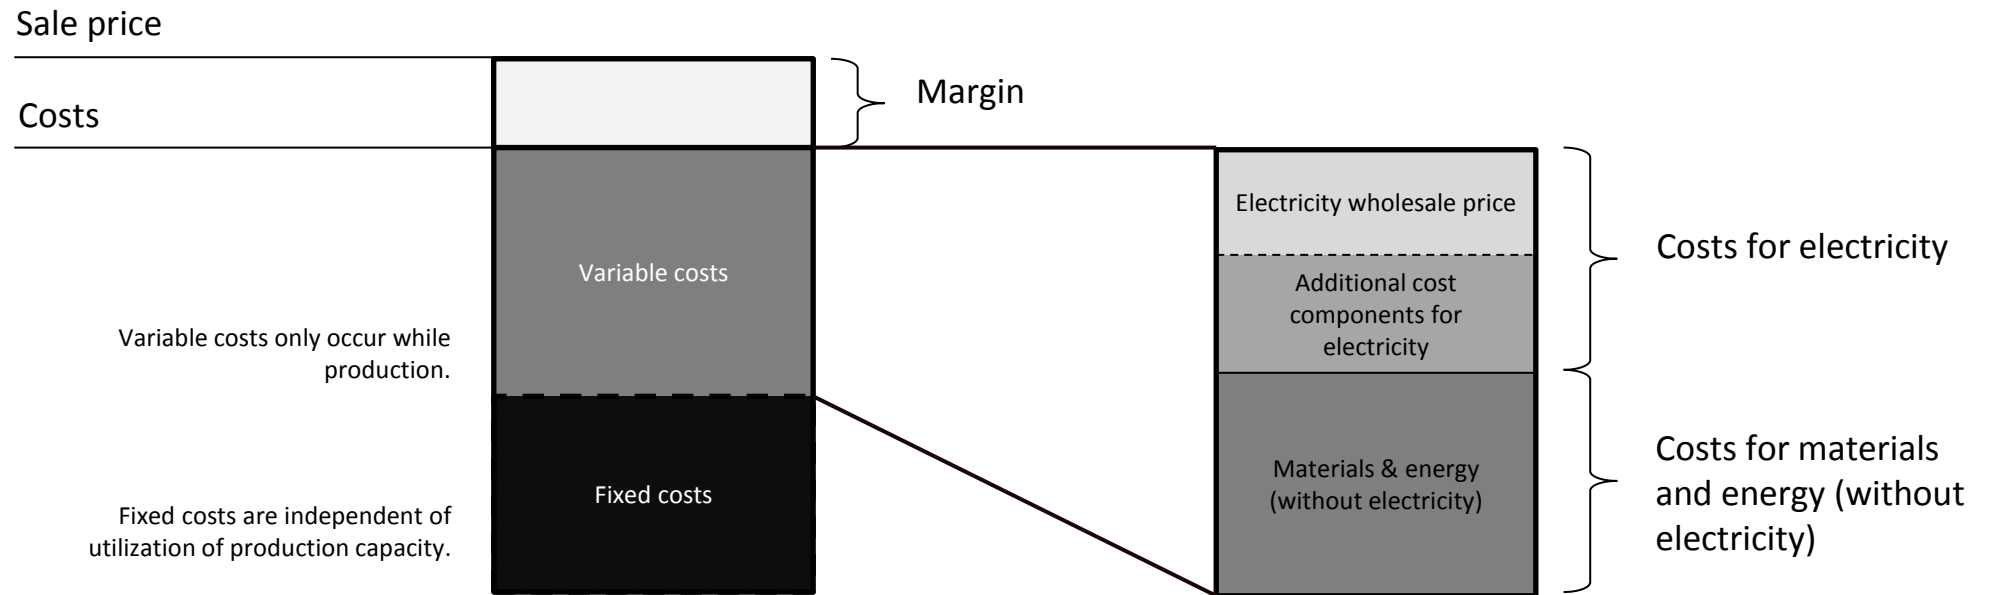 Sale price
Costs
Margin
Variable costs
Variable costs only occur while
production.
Fixed costs
Fixed costs are independent of
utilization of production capacity.
Electricity wholesale price
Additional cost
components for
electricity
Materials & energy
(without electricity)
Costs for electricity
Costs for materials
and energy (without
electricity)